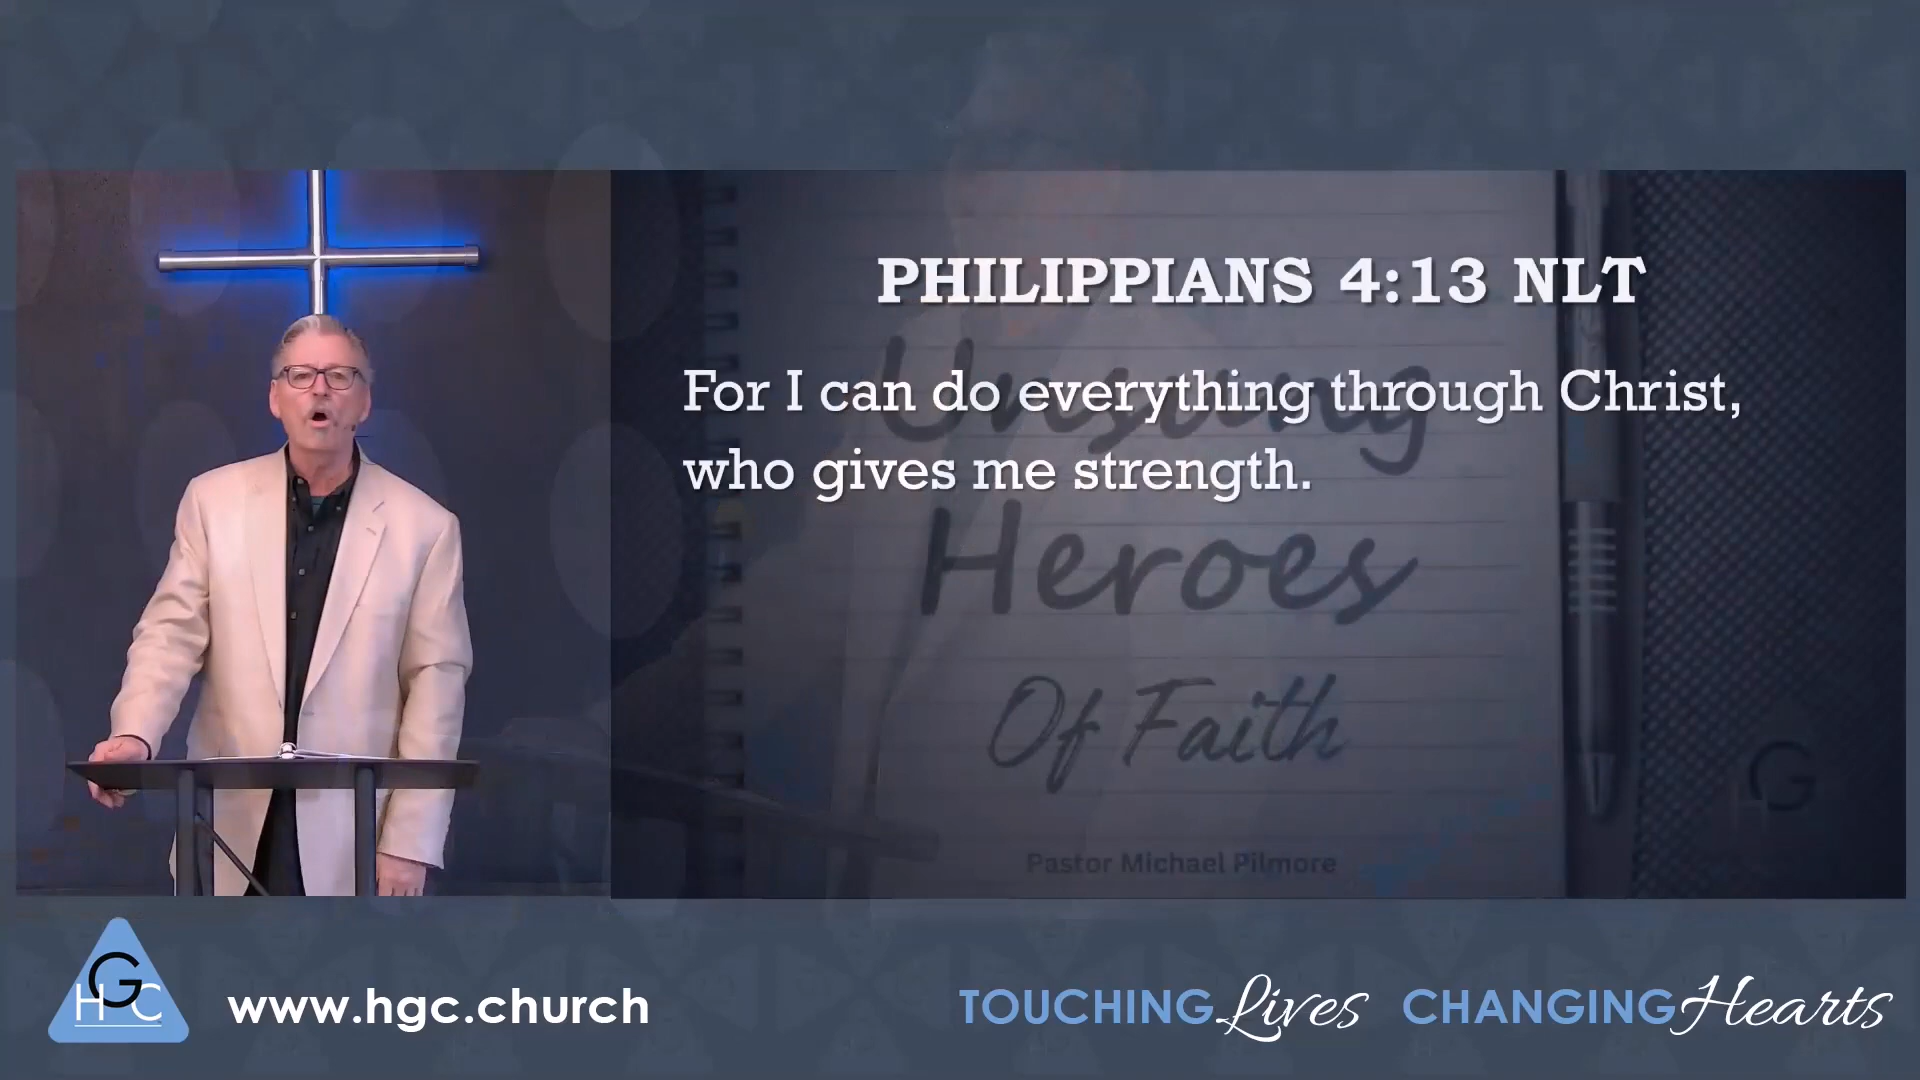 PHILIPPIANS 4:13 NLT
For I can do everything through Christ,
who gives me strength.
Unsung
Heroes
Of Faith
Pastor Michael Pilmore
G
H
HGC
www.hgc.church
TOUCHING Lives CHANGING Hearts